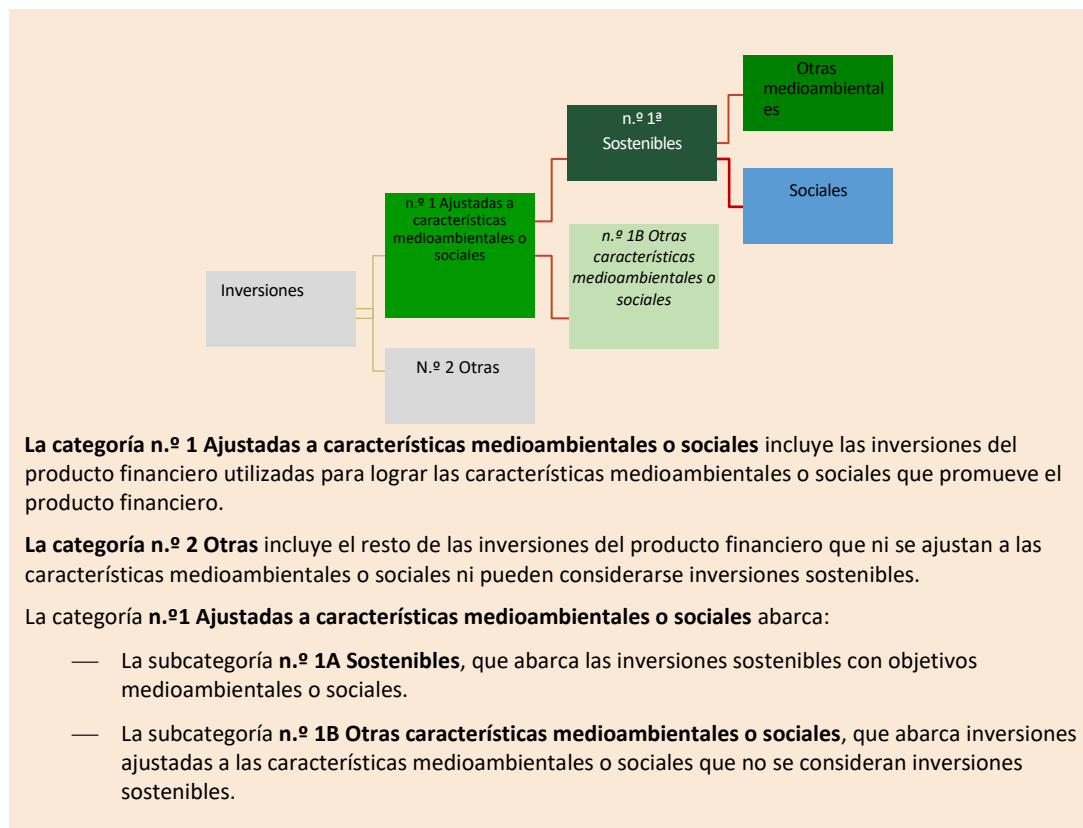 Otras
medioambiental
es
n.º 1ª
Sostenibles
Sociales
n.º 1 Ajustadas a
características
medioambientales o
sociales
n.º 1B Otras
características
medioambientales o
sociales
Inversiones
N.º 2 Otras
La categoría n.º 1 Ajustadas a características medioambientales o sociales incluye las inversiones del
producto financiero utilizadas para lograr las características medioambientales o sociales que promueve el
producto financiero.
La categoría n.º 2 Otras incluye el resto de las inversiones del producto financiero que ni se ajustan a las
características medioambientales o sociales ni pueden considerarse inversiones sostenibles.
La categoría n.º1 Ajustadas a características medioambientales o sociales abarca:
— La subcategoría n.º 1A Sostenibles, que abarca las inversiones sostenibles con objetivos
medioambientales o sociales.
— La subcategoría n.º 1B Otras características medioambientales o sociales, que abarca inversiones
ajustadas a las características medioambientales o sociales que no se consideran inversiones
sostenibles.